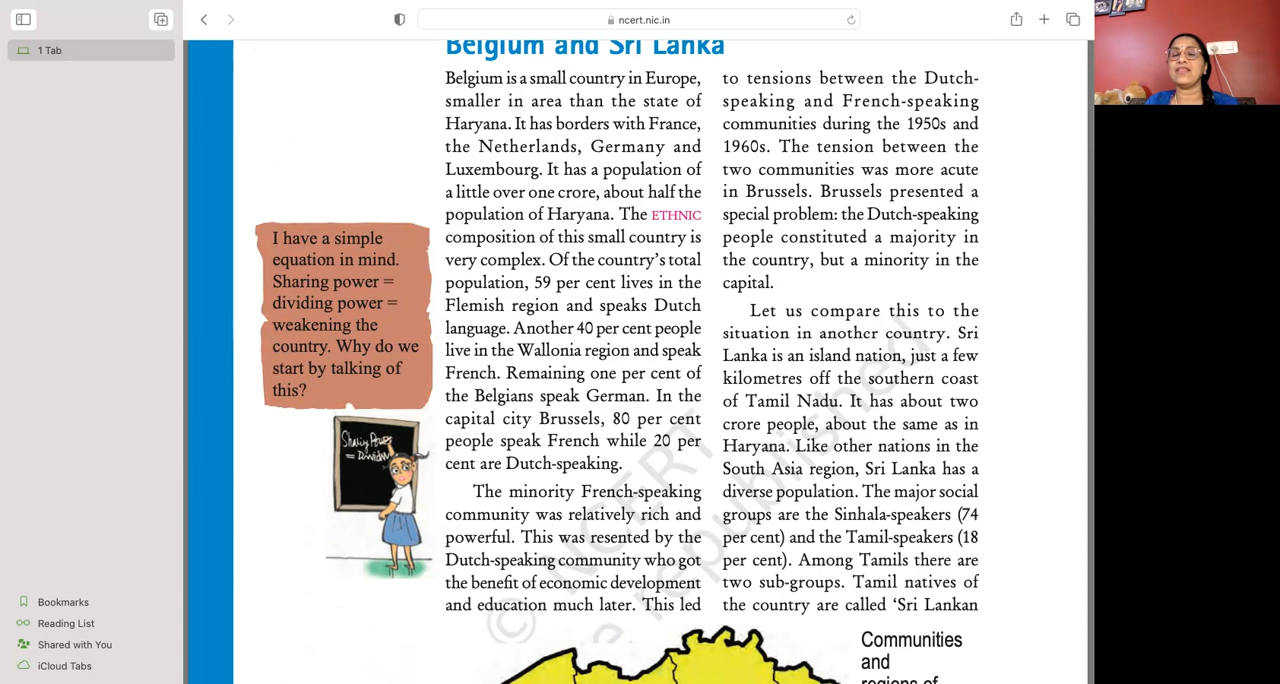 1 Tab
ncert.nic.in
Belgium and Sri Lanka
Belgium is a small country in Europe,
smaller in area than the state of
Haryana. It has borders with France,
the Netherlands, Germany and
Luxembourg. It has a population of
a little over one crore, about half the
population of Haryana. The ETHNIC
composition of this small country is
very complex. Of the country's total
population, 59 per cent lives in the
Flemish region and speaks Dutch
language. Another 40 per cent people
live in the Wallonia region and speak
French. Remaining one per cent of
the Belgians speak German. In the
capital city Brussels, 80 per cent
people speak French while 20 per
cent are Dutch-speaking.
The minority French-speaking
community was relatively rich and
powerful. This was resented by the
Dutch-speaking community who got
the benefit of economic development
and education much later. This led
to tensions between the Dutch-
speaking and French-speaking
communities during the 1950s and
1960s. The tension between the
two communities was more acute
in Brussels. Brussels presented a
special problem: the Dutch-speaking
people constituted a majority in
the country, but a minority in the
capital.
Let us compare this to the
situation in another country. Sri
Lanka is an island nation, just a few
kilometres off the southern coast
of Tamil Nadu. It has about two
crore people, about the same as in
Haryana. Like other nations in the
South Asia region, Sri Lanka has a
diverse population. The major social
groups are the Sinhala-speakers (74
per cent) and the Tamil-speakers (18
per cent). Among Tamils there are
two sub-groups. Tamil natives of
the country are called 'Sri Lankan
I have a simple
equation in mind.
Sharing power =
dividing power =
weakening the
country. Why do we
start by talking of
this?
Sharing Power
= Dividin
© NCERT
be republished
Communities
and
regions of
Bookmarks
Reading List
Shared with You
iCloud Tabs